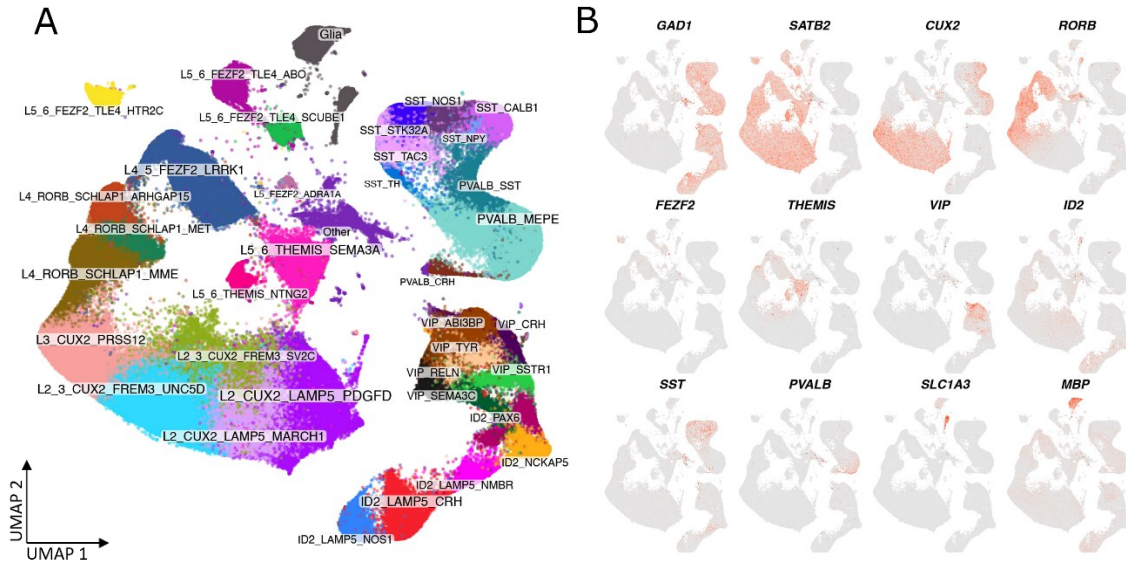 A
Glia
L5_6_FEZF2_TLE4_ABO
L5_6_FEZF2_TLE4_HTR2C
L5_6_FEZF2_TLE4_SCUBE1
SST_NOS1
SST_CALB1
SST_STK32A
SST_NPY
SST_TAC3
SST_TH
L4_5_FEZF2_LRRK1
L4_RORB_SCHLAP1_ARHGAP15
L5_FEZF2_ADRA1A
PVALB_SST
PVALB_MEPE
L4_RORB_SCHLAP1_MET
Other
L5_6_THEMIS_SEMA3A
L4_RORB_SCHLAP1_MME
PVALB_CRH
L5_6_THEMIS_NTNG2
VIP_ABI3BP
VIP_CRH
L3_CUX2_PRSS12
VIP_TYR
L2_3_CUX2_FREM3_SV2C
VIP_RELN
VIP_SSTR1
L2_3_CUX2_FREM3_UNC5D
L2_CUX2_LAMP5_PDGFD
VIP_SEMA3C
ID2_PAX6
L2_CUX2_LAMP5_MARCH1
ID2_NCKAP5
ID2_LAMP5_NMBR
ID2_LAMP5_CRH
ID2_LAMP5_NOS1
UMAP 2
UMAP 1
B
GAD1 SATB2 CUX2 RORB
FEZF2 THEMIS VIP ID2
SST PVALB SLC1A3 MBP